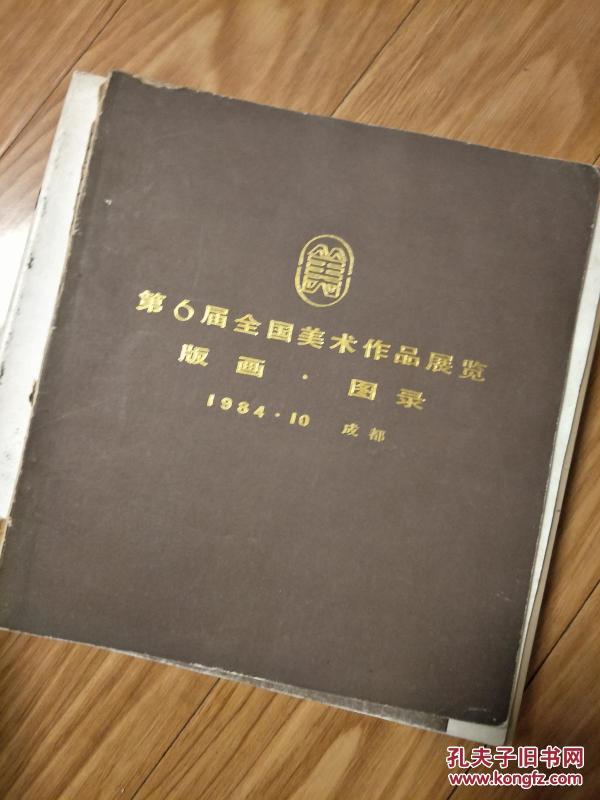 第6届全国美术作品展览
版画·图录
1984·10 成都
孔夫子旧书网
www.kongfz.com